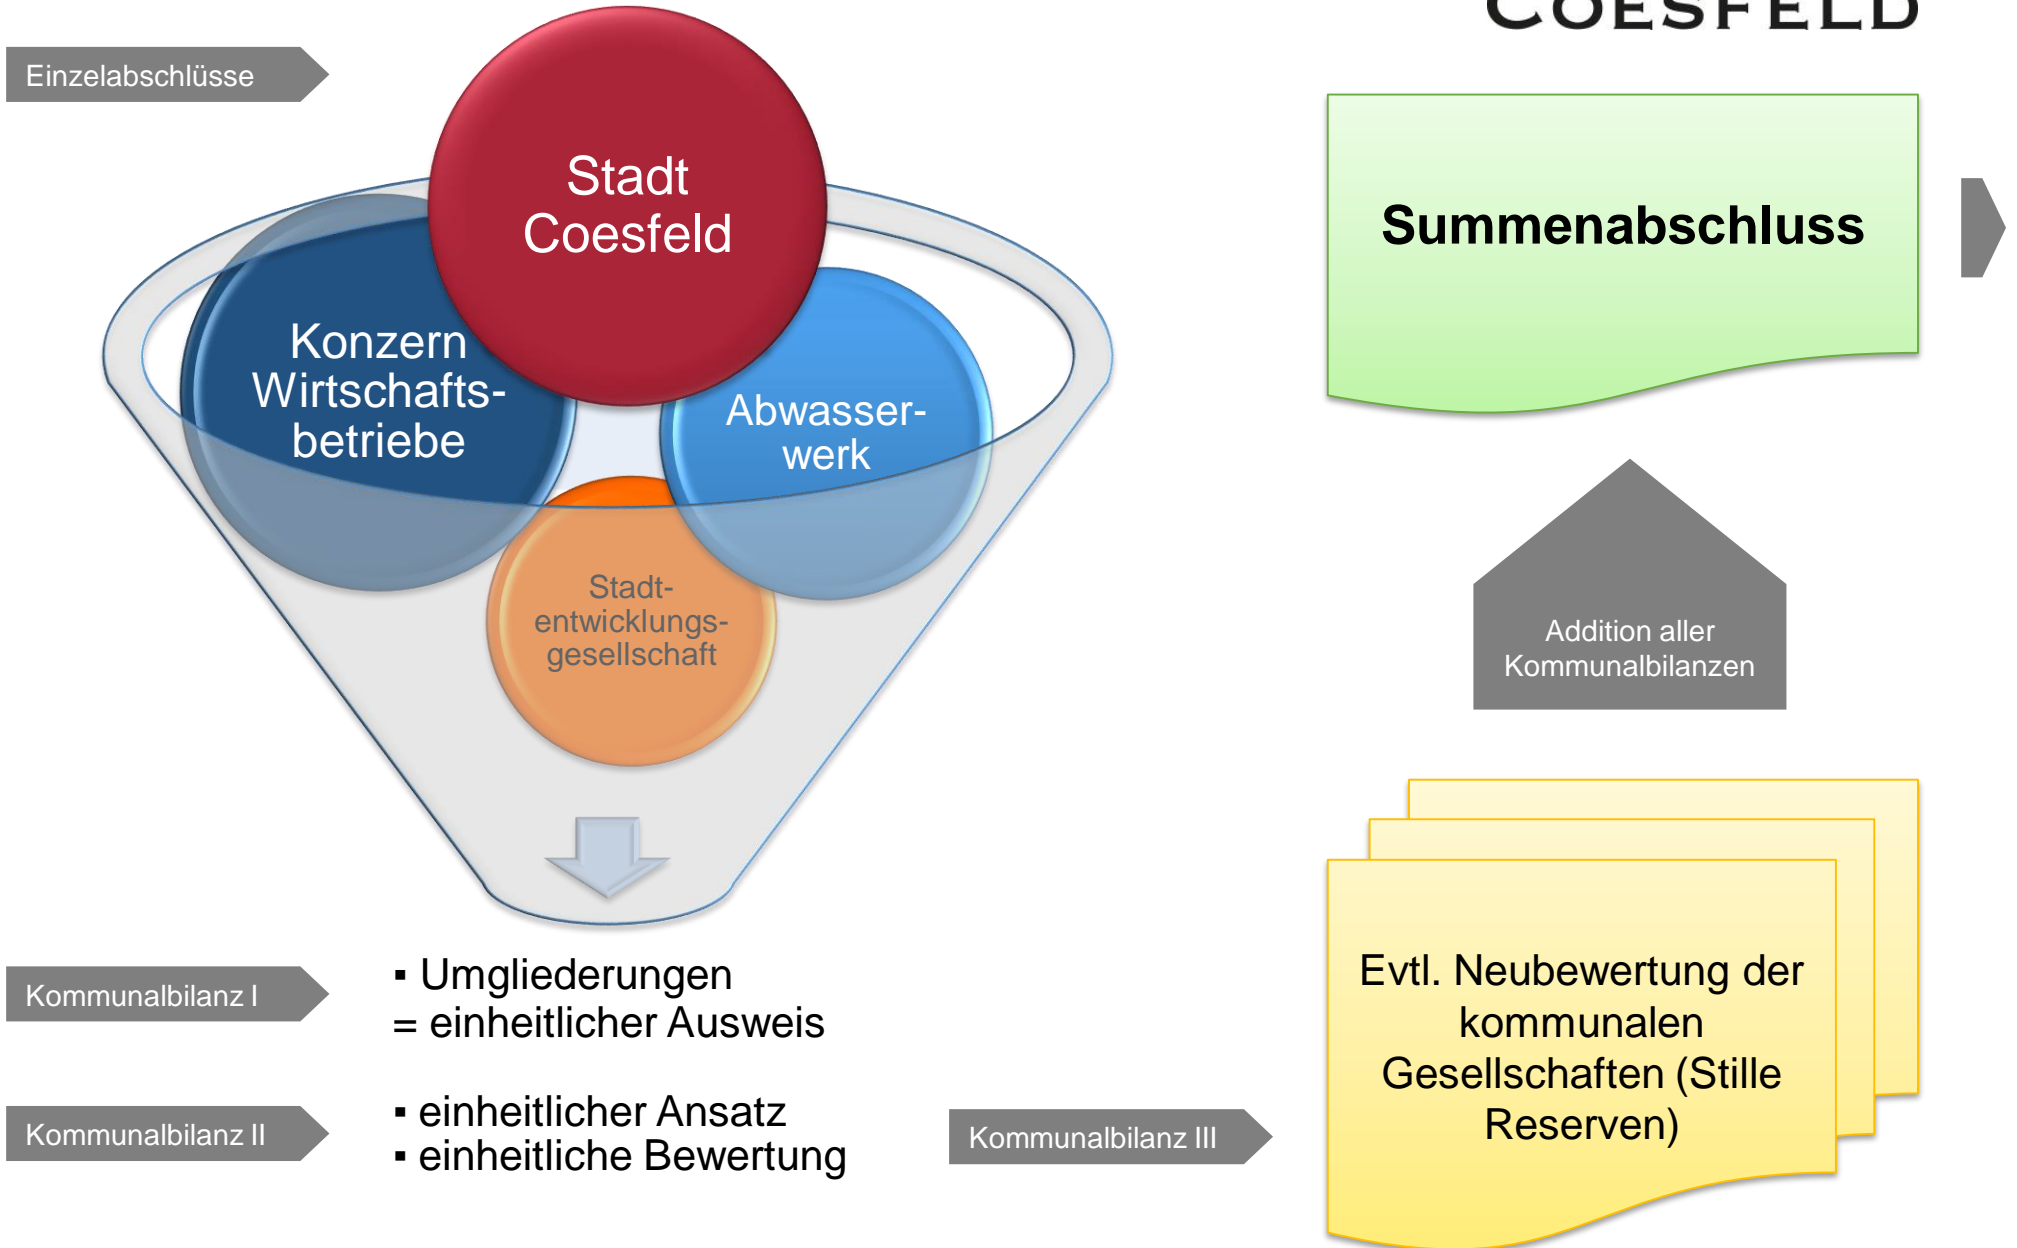 COESFELD
Einzelabschlüsse
Stadt
Coesfeld
Konzern
Wirtschafts-
betriebe
Abwasser-
werk
Stadt-
entwicklungs-
gesellschaft
Kommunalbilanz I
▪ Umgliederungen
= einheitlicher Ausweis
Kommunalbilanz II
▪ einheitlicher Ansatz
▪ einheitliche Bewertung
Kommunalbilanz III
Evtl. Neubewertung der
kommunalen
Gesellschaften (Stille
Reserven)
Addition aller
Kommunalbilanzen
Summenabschluss